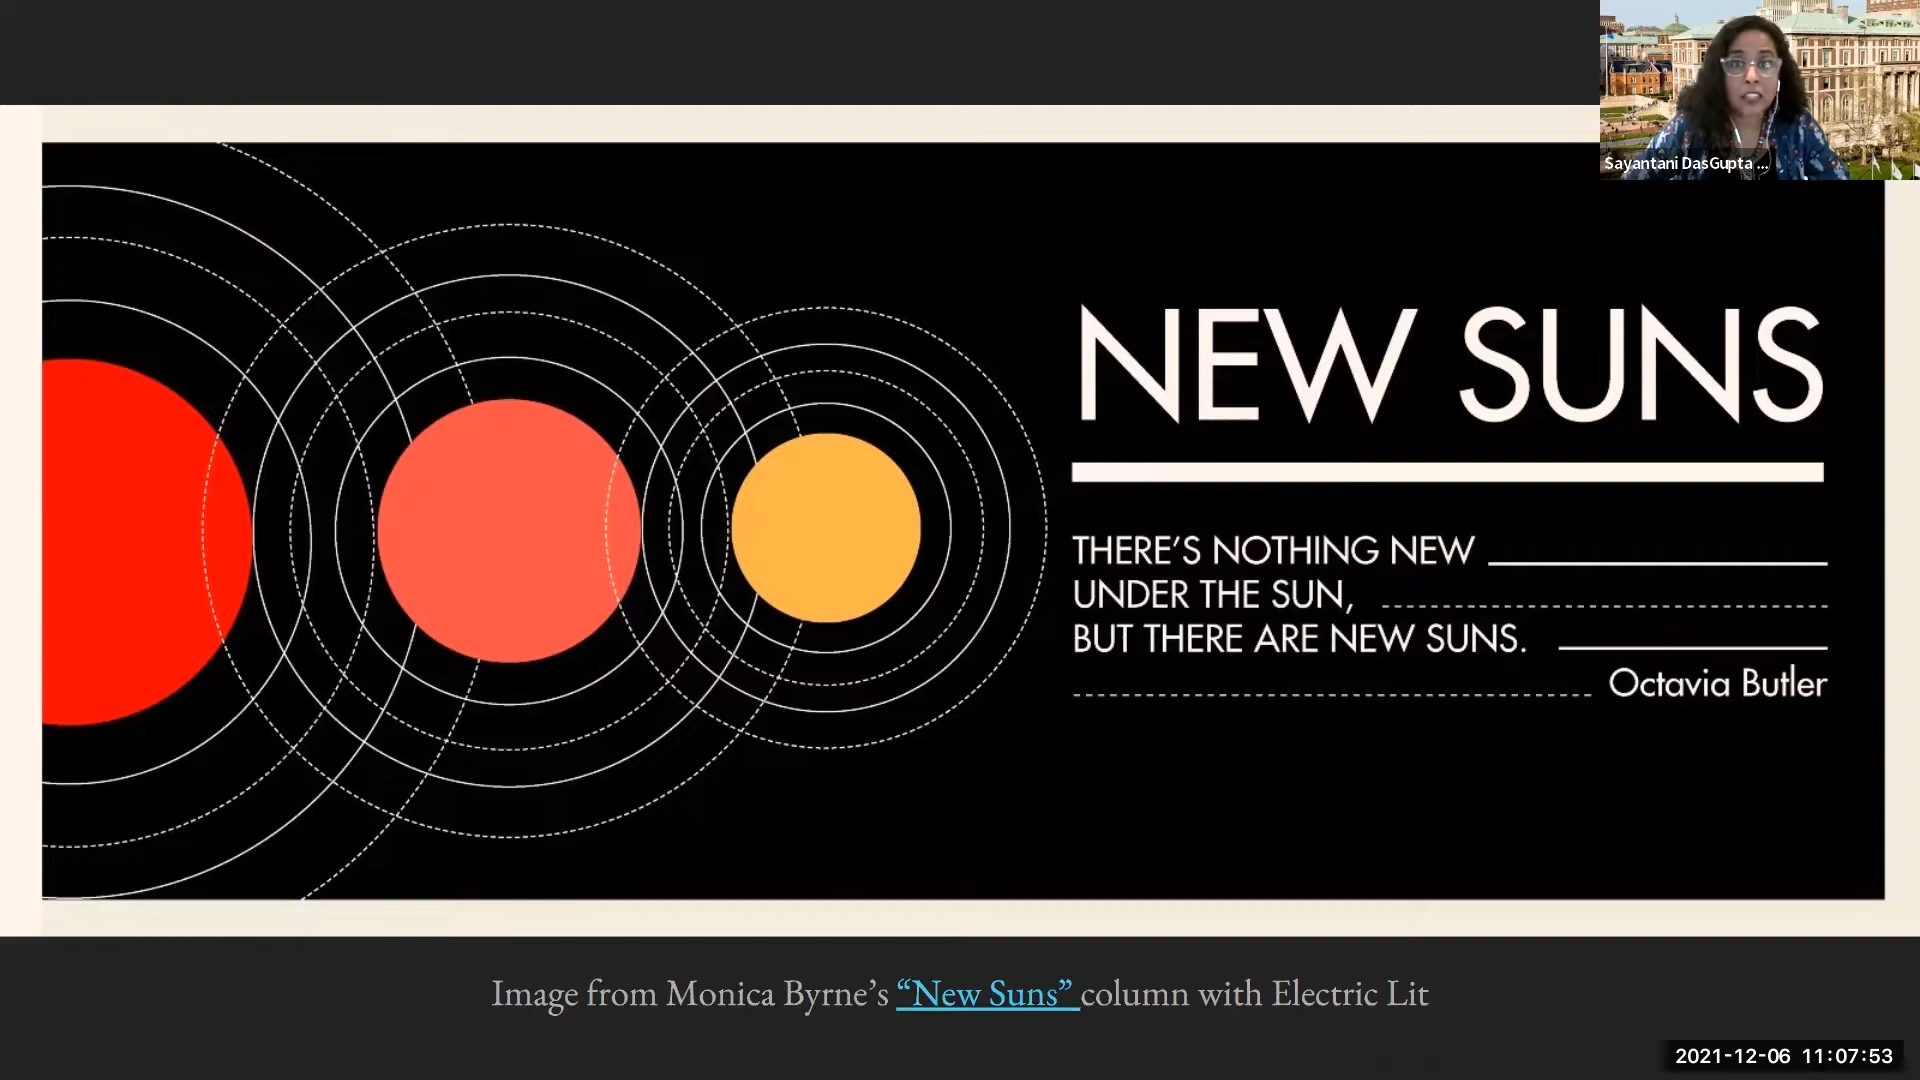 Sayantani DasGupta ...
NEW SUNS
THERE’S NOTHING NEW
UNDER THE SUN,
BUT THERE ARE NEW SUNS.
Octavia Butler
Image from Monica Byrne’s “New Suns” column with Electric Lit
2021-12-06 11:07:53